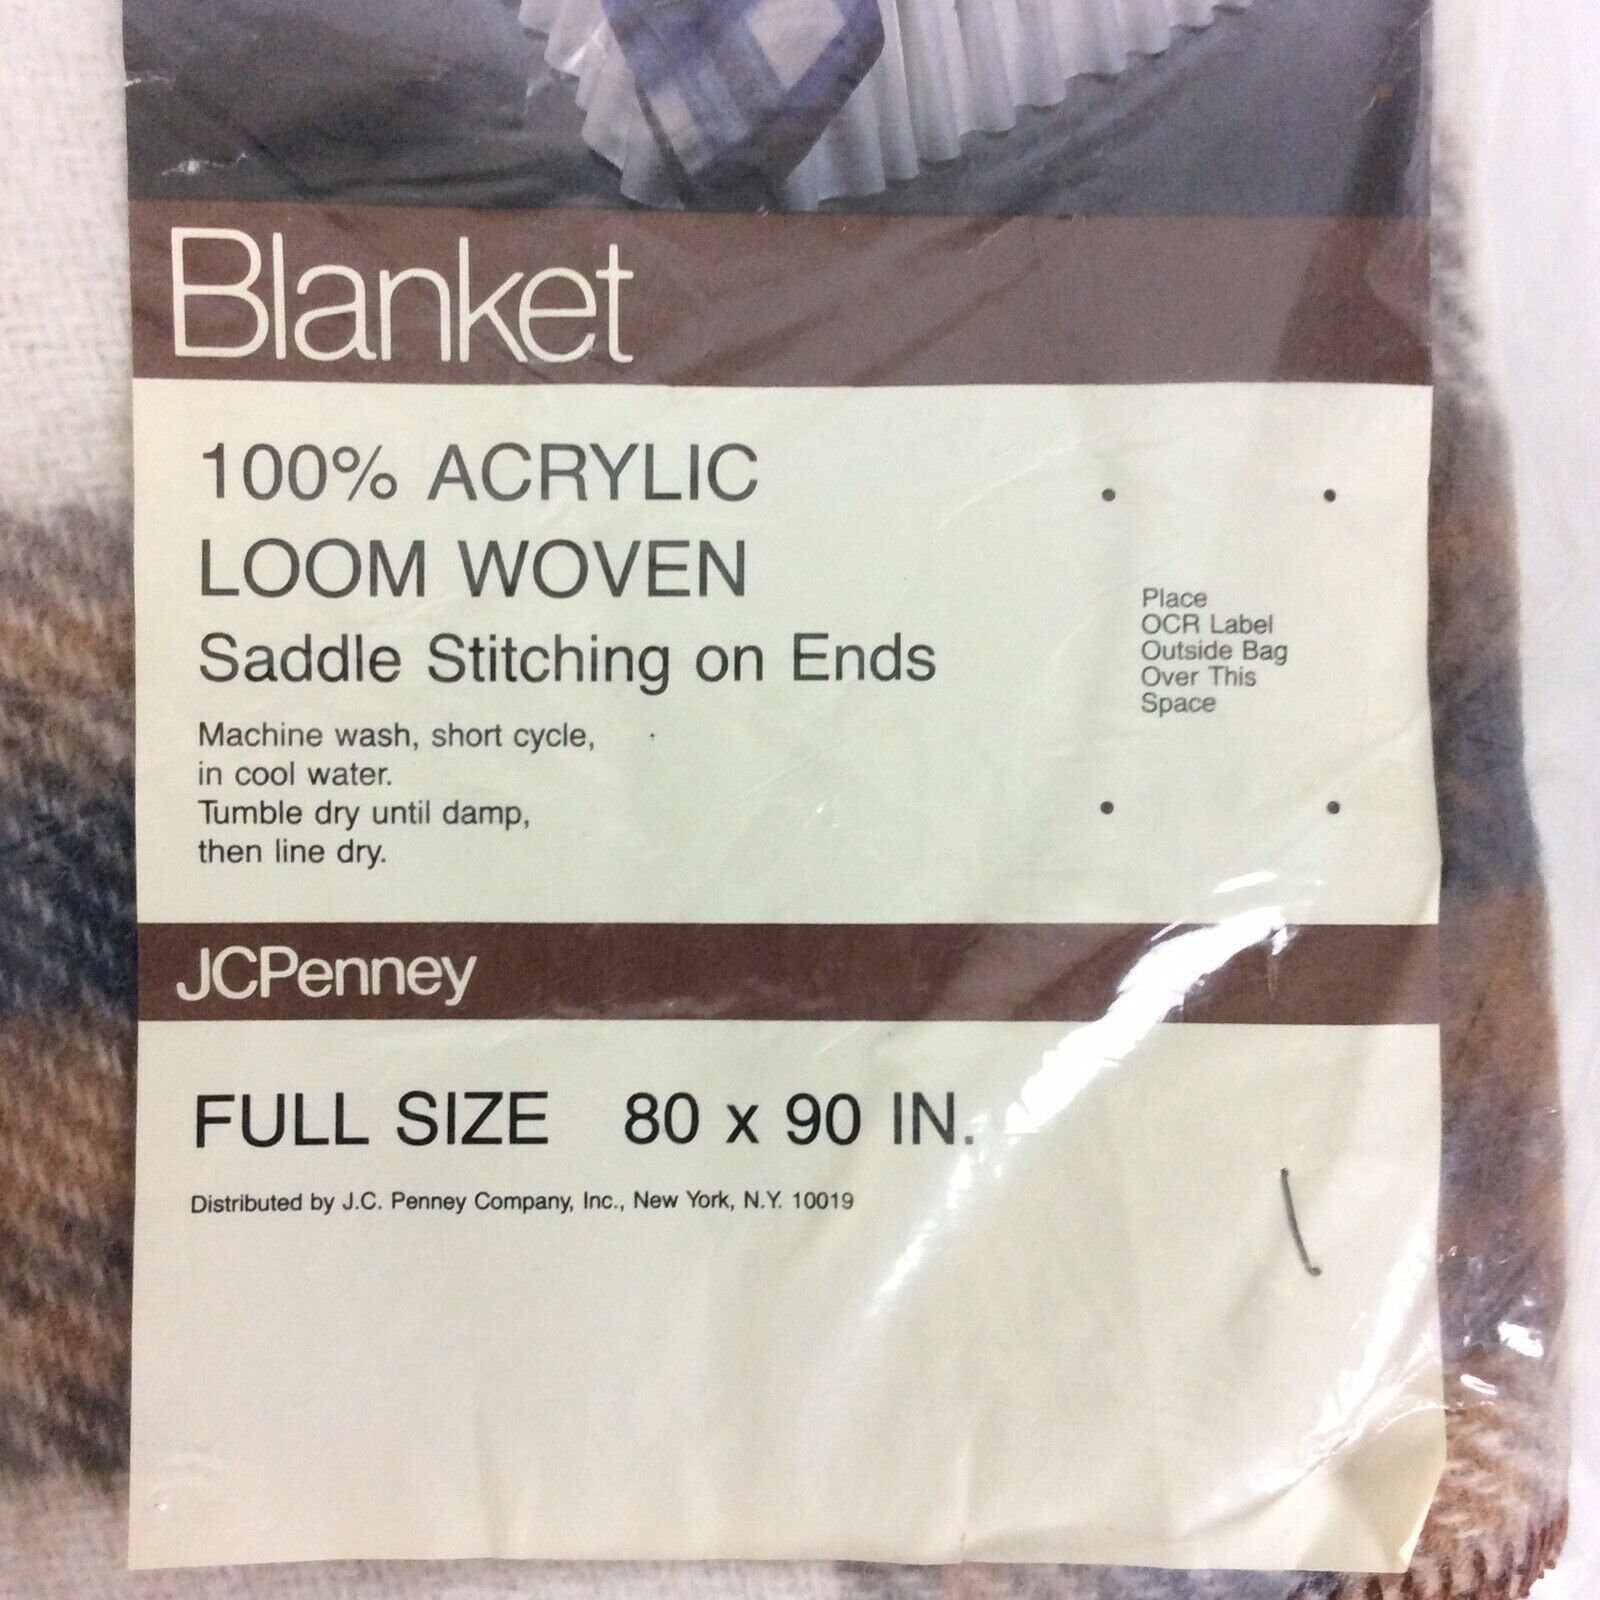 Blanket
100% ACRYLIC
LOOM WOVEN
Saddle Stitching on Ends
Machine wash, short cycle,
in cool water.
Tumble dry until damp,
then line dry.
Place
OCR Label
Outside Bag
Over This
Space
JCPenney
FULL SIZE 80 x 90 IN.
Distributed by J.C. Penney Company, Inc., New York, N.Y. 10019